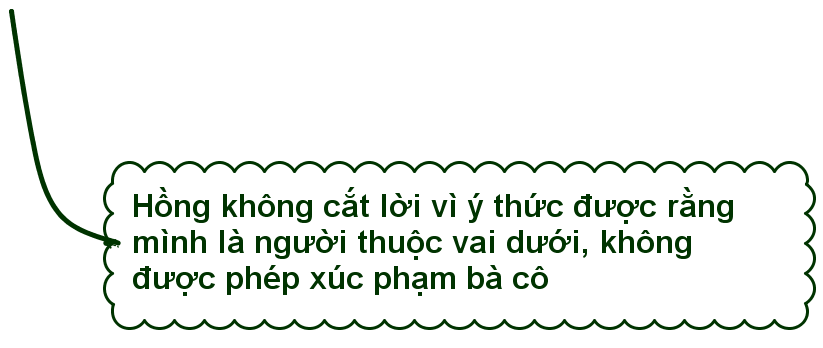 Hồng không cắt lời vì ý thức được rằng
mình là người thuộc vai dưới, không
được phép xúc phạm bà cô